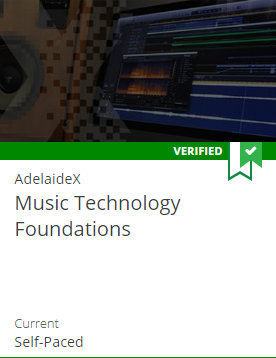 VERIFIED
AdelaideX
Music Technology
Foundations
Current
Self-Paced